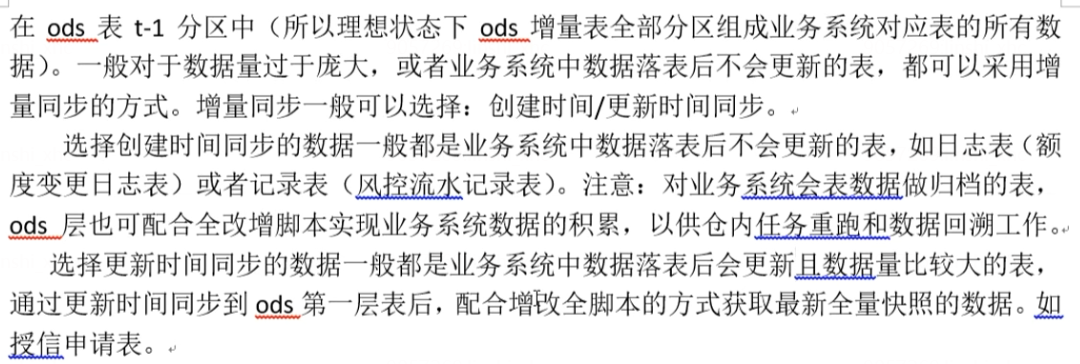 在 ods 表 t-1 分区中（所以理想状态下 ods 增量表全部分区组成业务系统对应表的所有数
据）。一般对于数据量过于庞大，或者业务系统中数据落表后不会更新的表，都可以采用增
量同步的方式。增量同步一般可以选择：创建时间/更新时间同步。
选择创建时间同步的数据一般都是业务系统中数据落表后不会更新的表，如日志表（额
度变更日志表）或者记录表（风控流水记录表）。注意：对业务系统会表数据做归档的表，
ods 层也可配合全改增脚本实现业务系统数据的积累，以供仓内任务重跑和数据回溯工作。
选择更新时间同步的数据一般都是业务系统中数据落表后会更新且数据量比较大的表，
通过更新时间同步到 ods 第一层表后，配合增改全脚本的方式获取最新全量快照的数据。如
授信申请表。